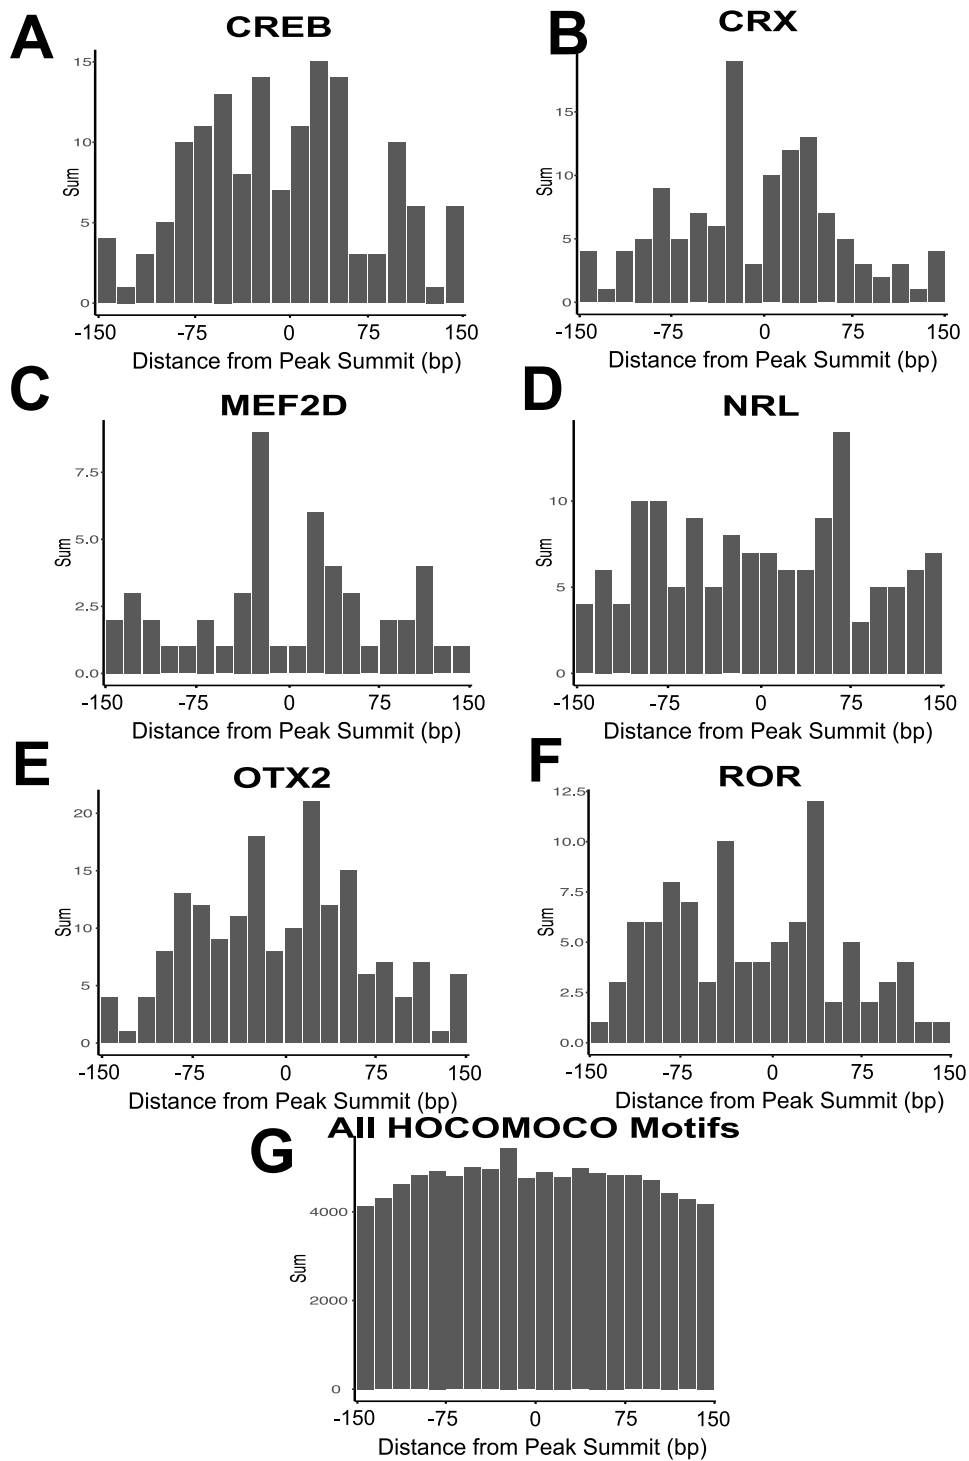 A
CREB
Sum
15
10
5
0
-150 -75 0 75 150
Distance from Peak Summit (bp)
B
CRX
Sum
15
10
5
0
-150 -75 0 75 150
Distance from Peak Summit (bp)
C
MEF2D
Sum
7.5
5.0
2.5
0.0
-150 -75 0 75 150
Distance from Peak Summit (bp)
D
NRL
Sum
10
5
0
-150 -75 0 75 150
Distance from Peak Summit (bp)
E
OTX2
Sum
20
15
10
5
0
-150 -75 0 75 150
Distance from Peak Summit (bp)
F
ROR
Sum
12.5
10.0
7.5
5.0
2.5
0.0
-150 -75 0 75 150
Distance from Peak Summit (bp)
G
All HOCOMOCO Motifs
Sum
4000
2000
0
-150 -75 0 75 150
Distance from Peak Summit (bp)